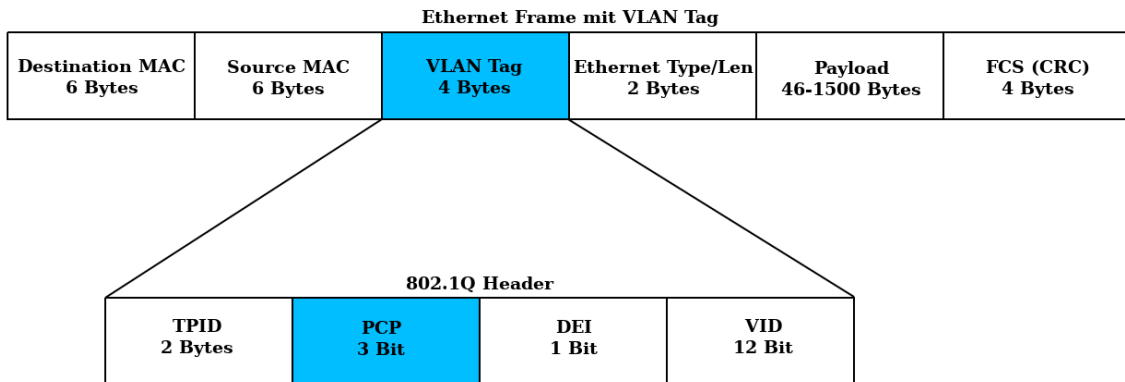 Ethernet Frame mit VLAN Tag
Destination MAC
6 Bytes
Source MAC
6 Bytes
VLAN Tag
4 Bytes
Ethernet Type/Len
2 Bytes
Payload
46-1500 Bytes
FCS (CRC)
4 Bytes
802.1Q Header
TPID
2 Bytes
PCP
3 Bit
DEI
1 Bit
VID
12 Bit